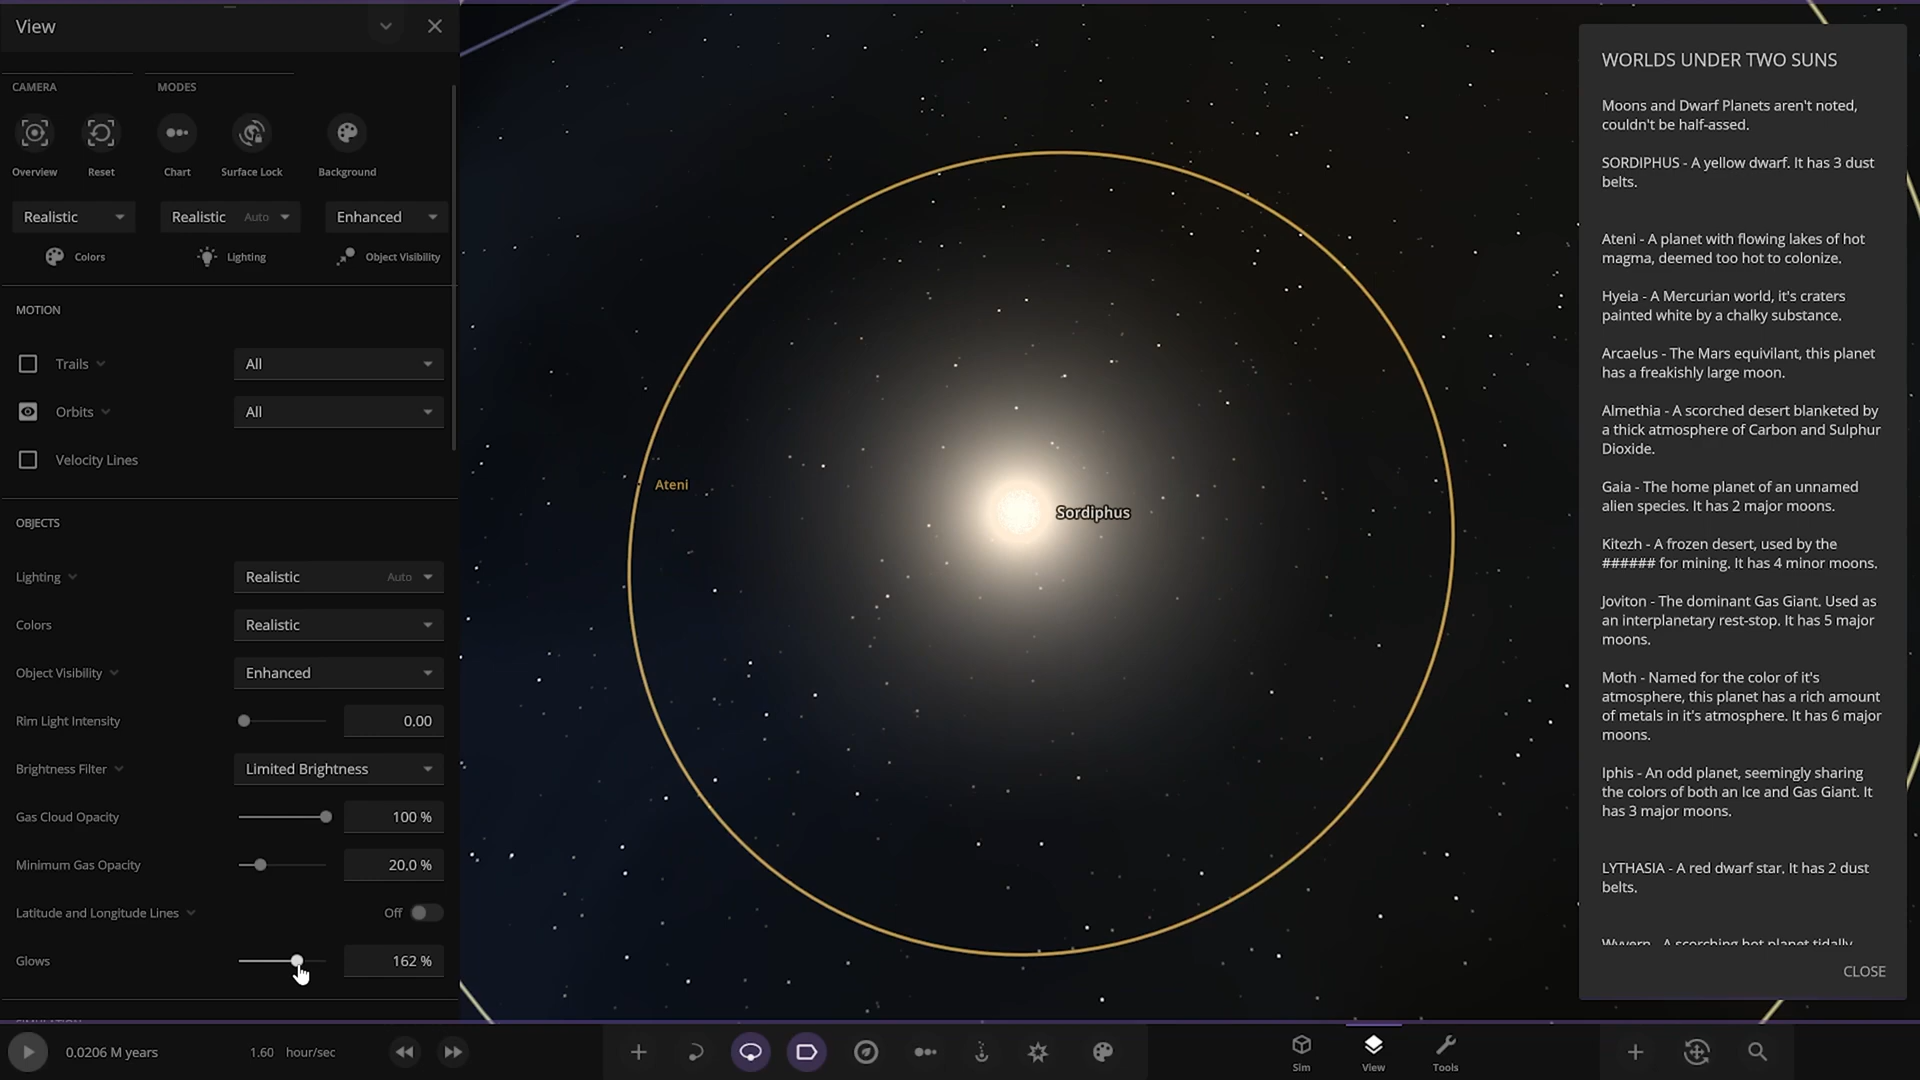 View
CAMERA
MODES
Overview
Reset
Chart
Surface Lock
Background
Realistic
Realistic Auto
Enhanced
Colors
Lighting
Object Visibility
MOTION
Trails
All
Orbits
All
Velocity Lines
OBJECTS
Lighting
Realistic Auto
Colors
Realistic
Object Visibility
Enhanced
Rim Light Intensity
0.00
Brightness Filter
Limited Brightness
Gas Cloud Opacity
100 %
Minimum Gas Opacity
20.0 %
Latitude and Longitude Lines
Off
Glows
162 %
Ateni
Sordiphus
WORLDS UNDER TWO SUNS
Moons and Dwarf Planets aren't noted,
couldn't be half-assed.
SORDIPHUS - A yellow dwarf. It has 3 dust
belts.
Ateni - A planet with flowing lakes of hot
magma, deemed too hot to colonize.
Hyeia - A Mercurian world, it's craters
painted white by a chalky substance.
Arcaelus - The Mars equivilant, this planet
has a freakishly large moon.
Almethia - A scorched desert blanketed by
a thick atmosphere of Carbon and Sulphur
Dioxide.
Gaia - The home planet of an unnamed
alien species. It has 2 major moons.
Kitezh - A frozen desert, used by the
###### for mining. It has 4 minor moons.
Joviton - The dominant Gas Giant. Used as
an interplanetary rest-stop. It has 5 major
moons.
Moth - Named for the color of it's
atmosphere, this planet has a rich amount
of metals in it's atmosphere. It has 6 major
moons.
Iphis - An odd planet, seemingly sharing
the colors of both an Ice and Gas Giant. It
has 3 major moons.
LYTHASIA - A red dwarf star. It has 2 dust
belts.
Wyvern - A scorching hot planet tidally
CLOSE
0.0206 M years
1.60 hour/sec
Sim
View
Tools